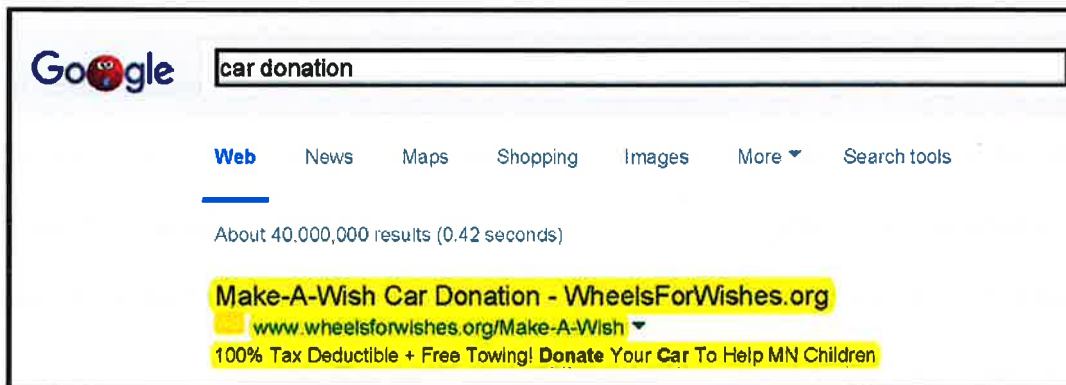 Google
car donation
Web News Maps Shopping Images More Search tools
About 40,000,000 results (0.42 seconds)
Make-A-Wish Car Donation - WheelsForWishes.org
www.wheelsforwishes.org/Make-A-Wish
100% Tax Deductible + Free Towing! Donate Your Car To Help MN Children